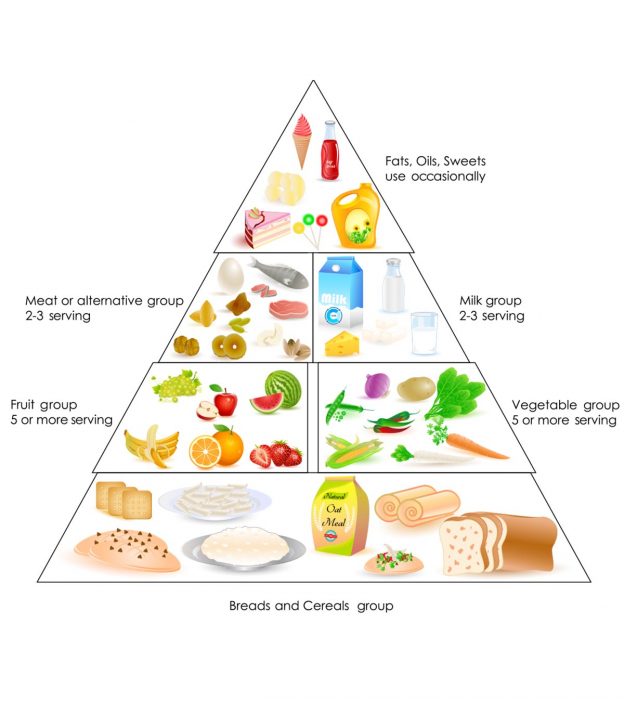 Fats, Oils, Sweets
use occasionally
Meat or alternative group
2-3 serving
Milk group
2-3 serving
Milk
Fruit group
5 or more serving
Vegetable group
5 or more serving
Natural
Oat
Meal
Breads and Cereals group